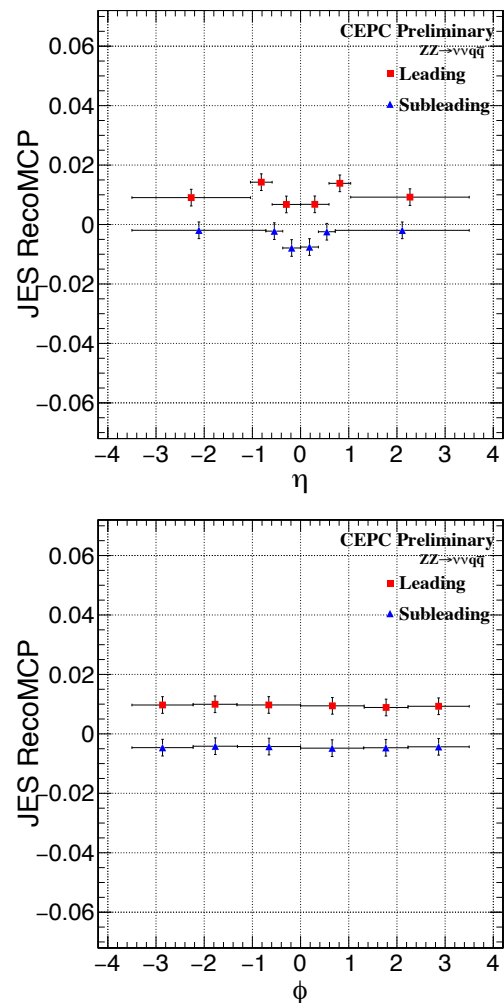 CEPC Preliminary
ZZ→ννqq̄
Leading
Subleading
JES RecoMCP
0.06
0.04
0.02
0
−0.02
−0.04
−0.06
−4 −3 −2 −1 0 1 2 3 4
η
CEPC Preliminary
ZZ→ννqq̄
Leading
Subleading
JES RecoMCP
0.06
0.04
0.02
0
−0.02
−0.04
−0.06
−4 −3 −2 −1 0 1 2 3 4
ϕ